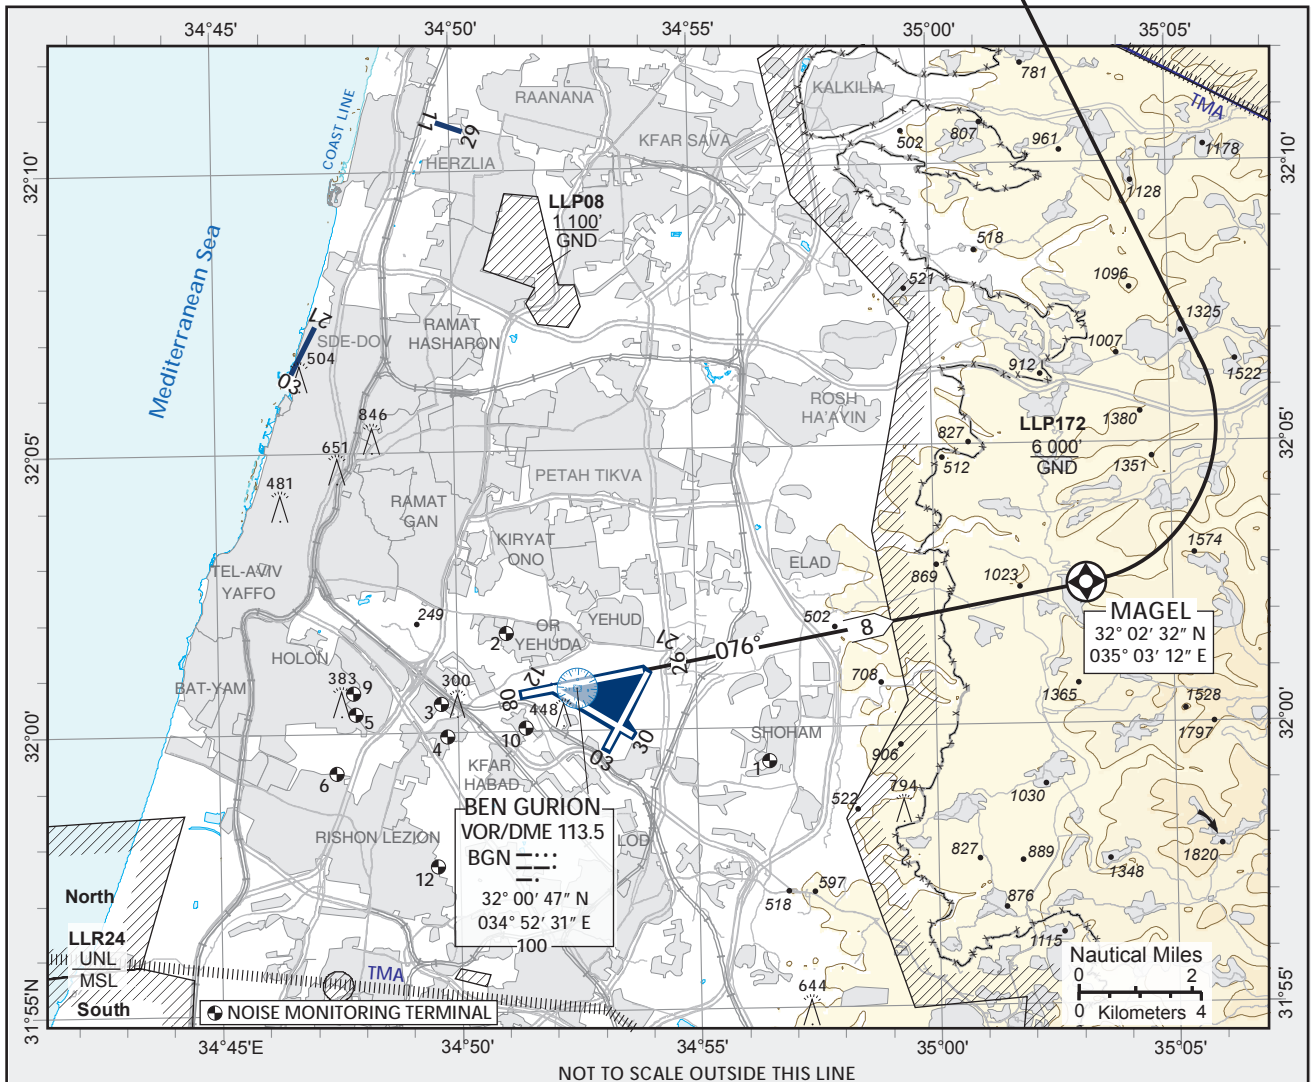 34°45' 34°50' 34°55' 35°00' 35°05'
781
TMA
KALKILIA
RAANANA
COAST LINE
11 29
KFAR SAVA
502
807
961
1178
HERZLIA
32°10'
32°10'
1128
LLP08
1 100'
GND
518
Mediterranean Sea
1096
521
1325
21
RAMAT
HASHARON
SDE-DOV
504
03
1007
912
1522
ROSH
HA'AYIN
846
1380
LLP172
6 000'
GND
827
32°05'
32°05'
651
512
1351
PETAH TIKVA
481
RAMAT
GAN
KIRYAT
ONO
1574
ELAD
869
1023
TEL-AVIV
YAFFO
MAGEL
32° 02' 32" N
035° 03' 12" E
249
502
YEHUD
2
OR
YEHUDA
8
076°
21
26
HOLON
BAT-YAM
383
9
5
300
3
12
08
448
708
1365
1528
1797
32°00'
32°00'
4
10
30
03
SHOHAM
1
906
KFAR
HABAD
6
794
1030
BEN GURION
VOR/DME 113.5
BGN
32° 00' 47" N
034° 52' 31" E
100
522
RISHON LEZION
LOD
827
889
1348
1820
12
597
518
876
North
1115
LLR24
UNL
MSL
South
TMA
644
Nautical Miles
0 2
0 Kilometers 4
31°55'N
31°55'
NOISE MONITORING TERMINAL
34°45'E 34°50' 34°55' 35°00' 35°05'
NOT TO SCALE OUTSIDE THIS LINE